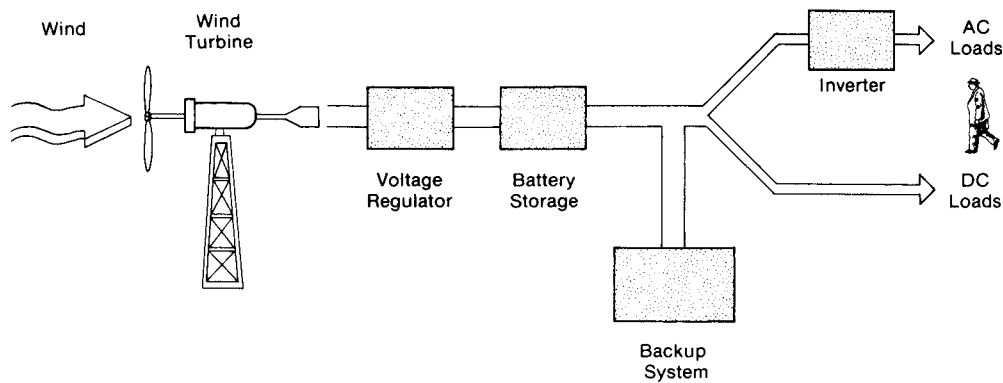 Wind
Wind
Turbine
Voltage
Regulator
Battery
Storage
Backup
System
Inverter
AC
Loads
DC
Loads